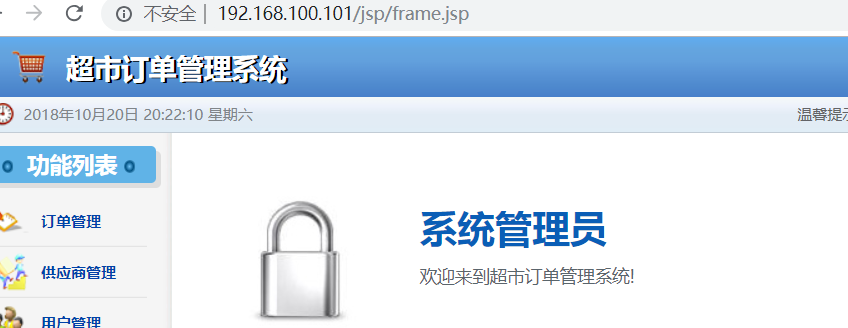 不安全 | 192.168.100.101/jsp/frame.jsp
超市订单管理系统
2018年10月20日 20:22:10 星期六
温馨提示
功能列表
订单管理
系统管理员
供应商管理
欢迎来到超市订单管理系统!
用户管理